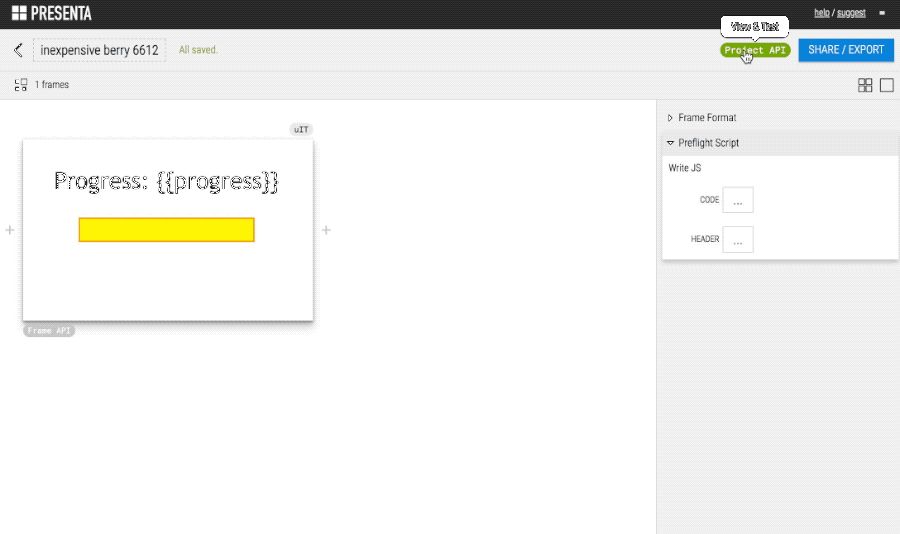 PRESENTA
help / suggest
View & Test
inexpensive berry 6612
All saved.
Project API
SHARE / EXPORT
1 frames
Frame Format
uIT
Preflight Script
Write JS
Progress: {{progress}}
CODE
...
HEADER
...
Frame API